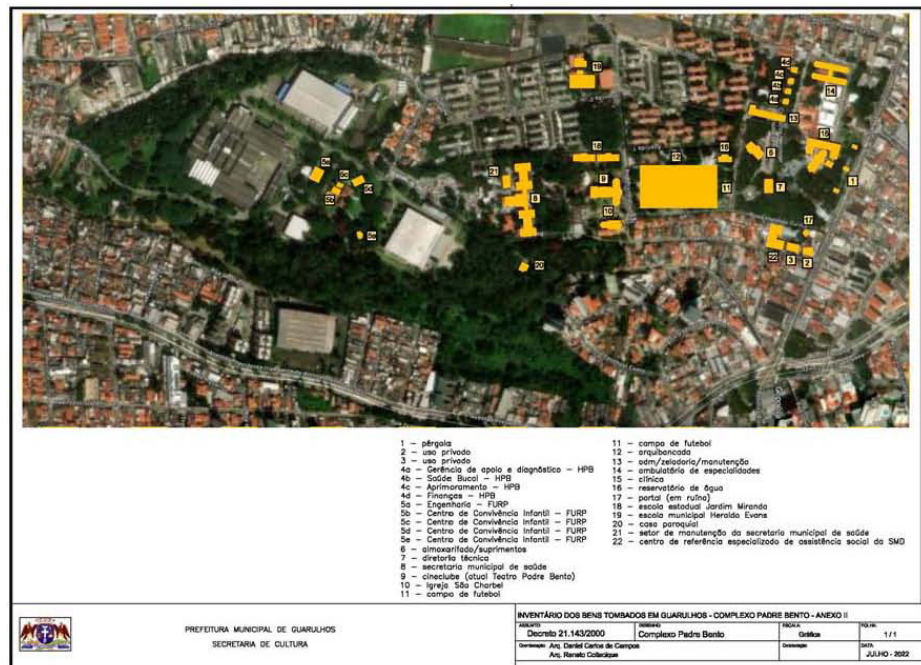 19
4d
4c
4b
4a
14
13
18
12
16
15
5a
5c
5b
5d
5e
21
9
8
6
11
7
1
10
17
20
22
3
2
1 – pérgola
2 – uso privado
3 – uso privado
4a – Gerência de apoio e diagnóstico – HPB
4b – Saúde Bucal – HPB
4c – Aprimoramento – HPB
4d – Finanças – HPB
5a – Engenharia – FURP
5b – Centro de Convivência Infantil – FURP
5c – Centro de Convivência Infantil – FURP
5d – Centro de Convivência Infantil – FURP
5e – Centro de Convivência Infantil – FURP
6 – almoxarifado/suprimentos
7 – diretoria técnica
8 – secretaria municipal de saúde
9 – cineclube (atual Teatro Padre Bento)
10 – Igreja São Charbel
11 – campo de futebol
11 – campo de futebol
12 – arquibancada
13 – adm/zeladoria/manutenção
14 – ambulatório de especialidades
15 – clínica
16 – reservatório de água
17 – portal (em ruína)
18 – escola estadual Jardim Miranda
19 – escola municipal Heraldo Evans
20 – casa paroquial
21 – setor de manutenção da secretaria municipal de saúde
22 – centro de referência especializado de assistência social da SMD
PREFEITURA MUNICIPAL DE GUARULHOS
SECRETARIA DE CULTURA
INVENTÁRIO DOS BENS TOMBADOS EM GUARULHOS - COMPLEXO PADRE BENTO - ANEXO II
ASSUNTO:
Decreto 21.143/2000
DESENHO:
Complexo Padre Bento
ESCALA:
Gráfica
FOLHA:
1/1
Coordenação: Arq. Daniel Carlos de Campos
Arq. Renato Collacique
DATA:
JULHO - 2022